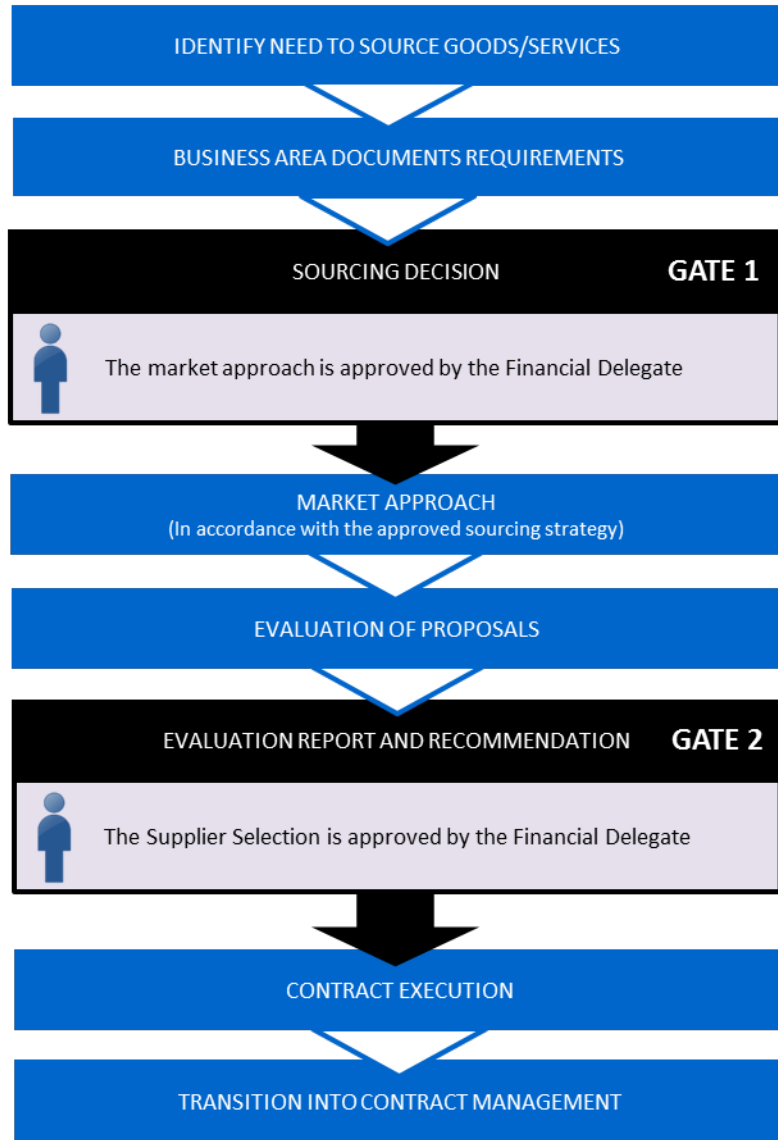 IDENTIFY NEED TO SOURCE GOODS/SERVICES
BUSINESS AREA DOCUMENTS REQUIREMENTS
SOURCING DECISION GATE 1
The market approach is approved by the Financial Delegate
MARKET APPROACH
(In accordance with the approved sourcing strategy)
EVALUATION OF PROPOSALS
EVALUATION REPORT AND RECOMMENDATION GATE 2
The Supplier Selection is approved by the Financial Delegate
CONTRACT EXECUTION
TRANSITION INTO CONTRACT MANAGEMENT